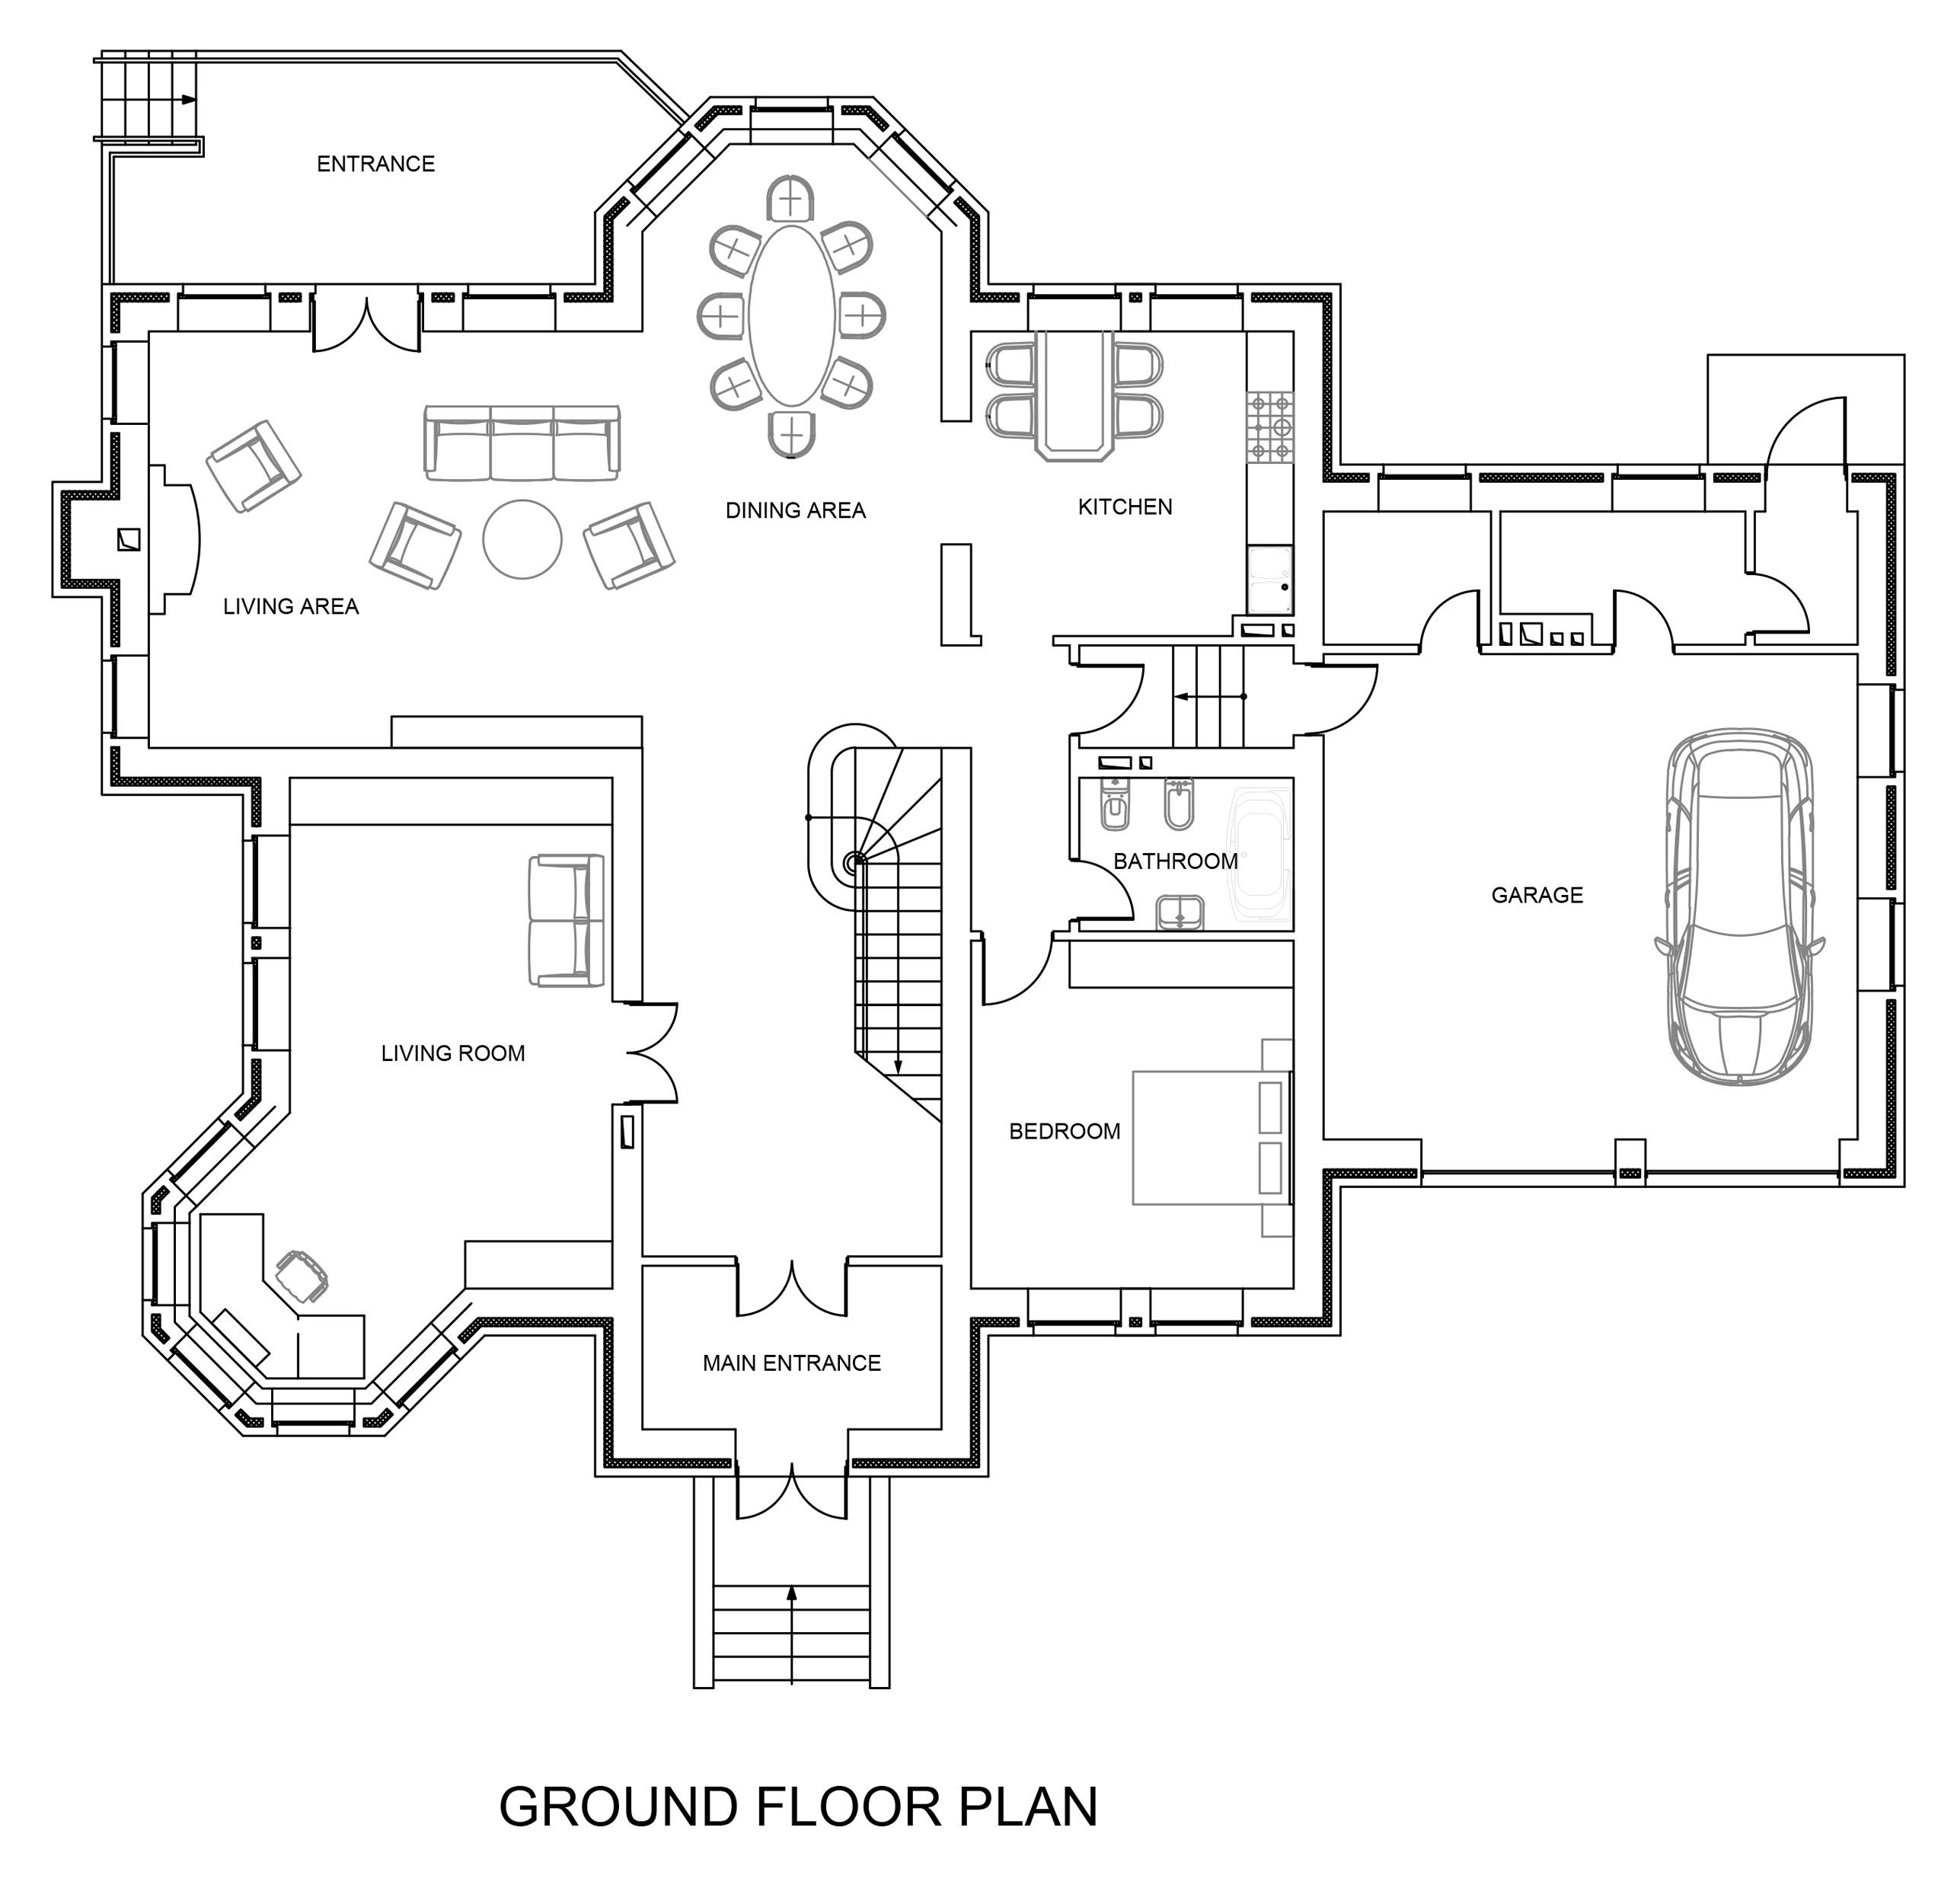 ENTRANCE
DINING AREA
KITCHEN
LIVING AREA
BATHROOM
GARAGE
LIVING ROOM
BEDROOM
MAIN ENTRANCE
GROUND FLOOR PLAN